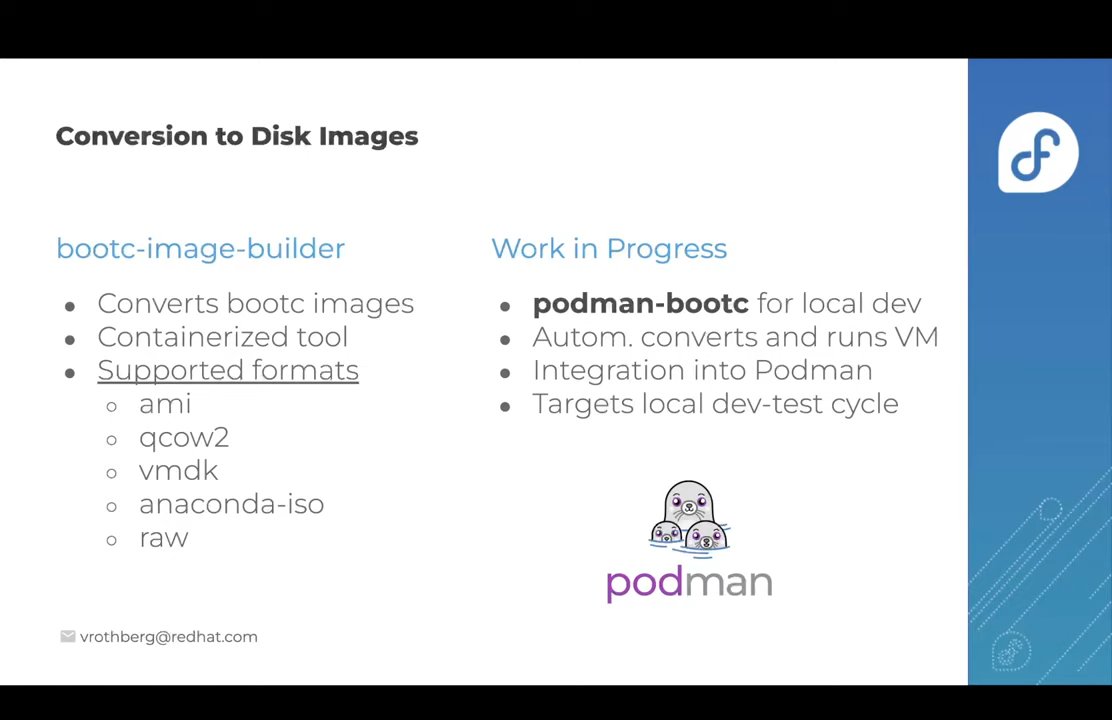 Conversion to Disk Images
bootc-image-builder
● Converts bootc images
● Containerized tool
● Supported formats
○ ami
○ qcow2
○ vmdk
○ anaconda-iso
○ raw
Work in Progress
● podman-bootc for local dev
● Autom. converts and runs VM
● Integration into Podman
● Targets local dev-test cycle
podman
vrothberg@redhat.com